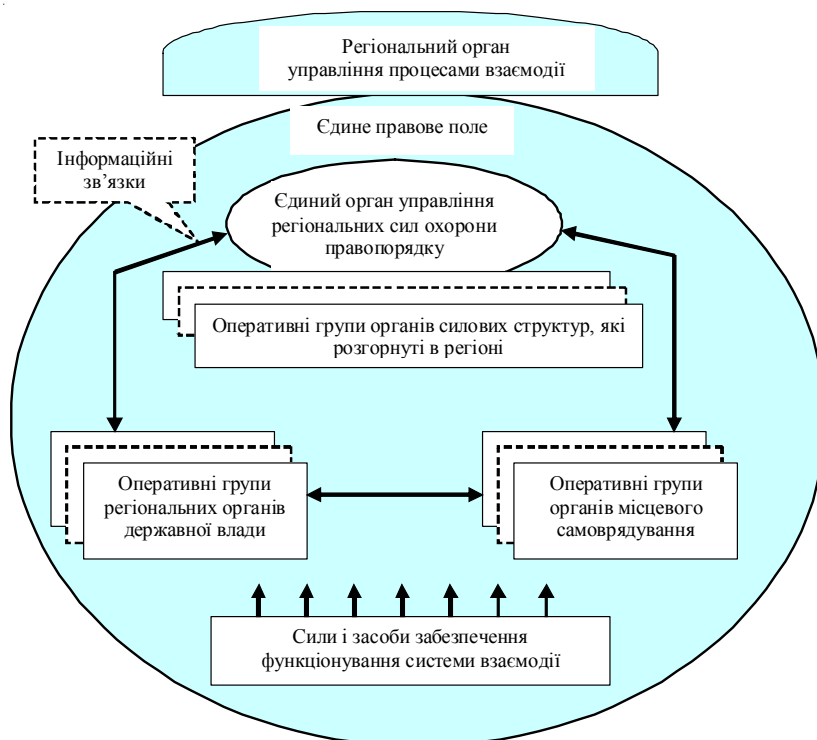 Регіональний орган
управління процесами взаємодії
Єдине правове поле
Інформаційні
зв’язки
Єдиний орган управління
регіональних сил охорони
правопорядку
Оперативні групи органів силових структур, які
розгорнуті в регіоні
Оперативні групи
регіональних органів
державної влади
Оперативні групи
органів місцевого
самоврядування
Сили і засоби забезпечення
функціонування системи взаємодії